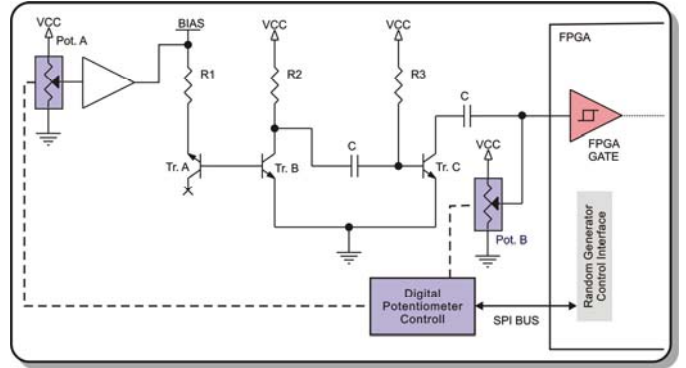 VCC
Pot. A
BIAS
VCC
VCC
FPGA
R1
R2
R3
C
C
VCC
FPGA
GATE
Tr. A
Tr. B
Tr. C
Pot. B
Random Generator
Control Interface
Digital
Potentiometer
Controll
SPI BUS